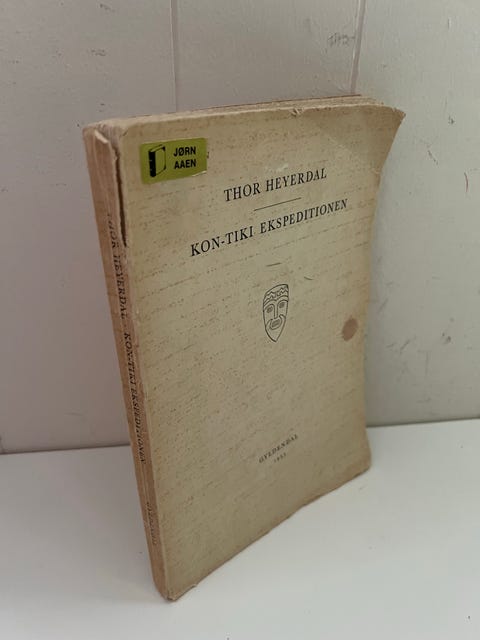 JØRN
AAEN
THOR HEYERDAL
KON-TIKI EKSPEDITIONEN
GYLDENDAL
THOR HEYERDAL · KON-TIKI EKSPEDITIONEN